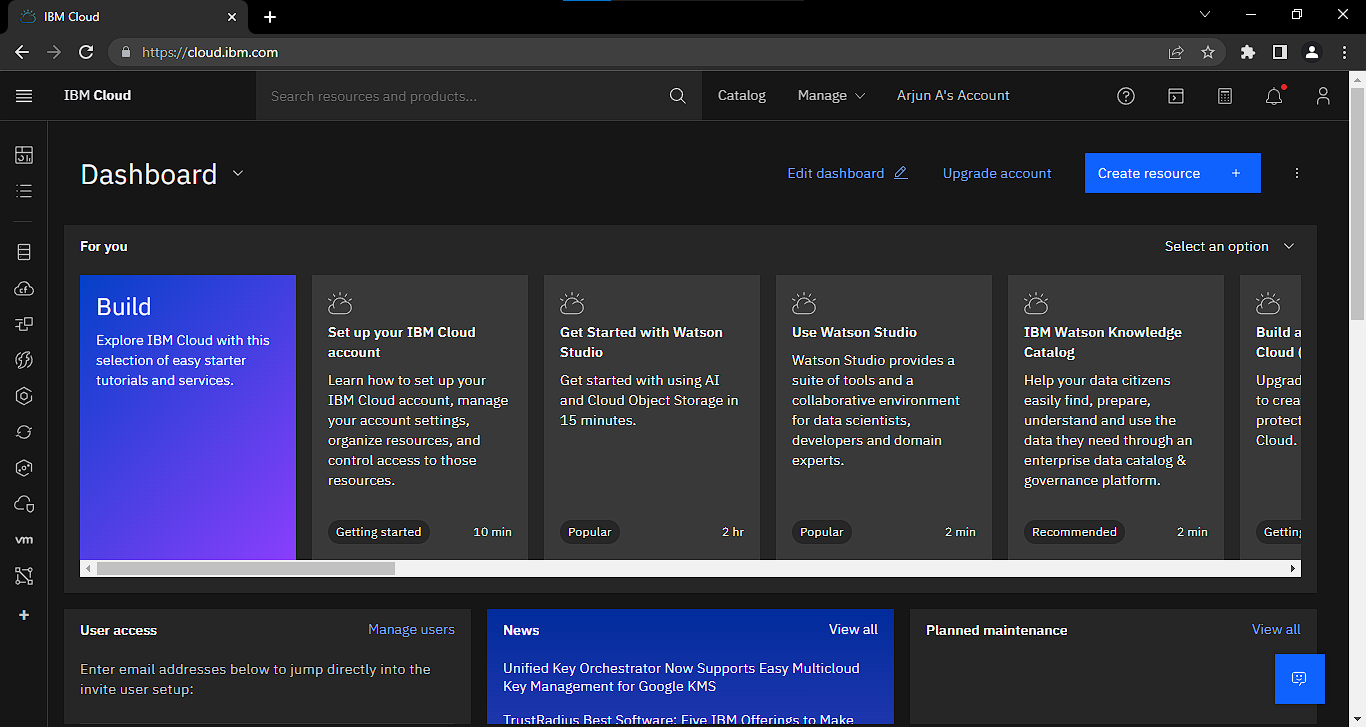 IBM Cloud
https://cloud.ibm.com
IBM Cloud
Search resources and products...
Catalog
Manage
Arjun A's Account
Dashboard
Edit dashboard
Upgrade account
Create resource +
For you
Select an option
Build
Explore IBM Cloud with this
selection of easy starter
tutorials and services.
Set up your IBM Cloud
account
Learn how to set up your
IBM Cloud account, manage
your account settings,
organize resources, and
control access to those
resources.
Getting started
10 min
Get Started with Watson
Studio
Get started with using AI
and Cloud Object Storage in
15 minutes.
Popular
2 hr
Use Watson Studio
Watson Studio provides a
suite of tools and a
collaborative environment
for data scientists,
developers and domain
experts.
Popular
2 min
IBM Watson Knowledge
Catalog
Help your data citizens
easily find, prepare,
understand and use the
data they need through an
enterprise data catalog &
governance platform.
Recommended
2 min
Build a
Cloud (
Upgrad
to crea
protect
Cloud.
Getting
vm
User access
Manage users
Enter email addresses below to jump directly into the
invite user setup:
News
View all
Unified Key Orchestrator Now Supports Easy Multicloud
Key Management for Google KMS
TrustRadius Best Software: Five IBM Offerings to Make
Planned maintenance
View all